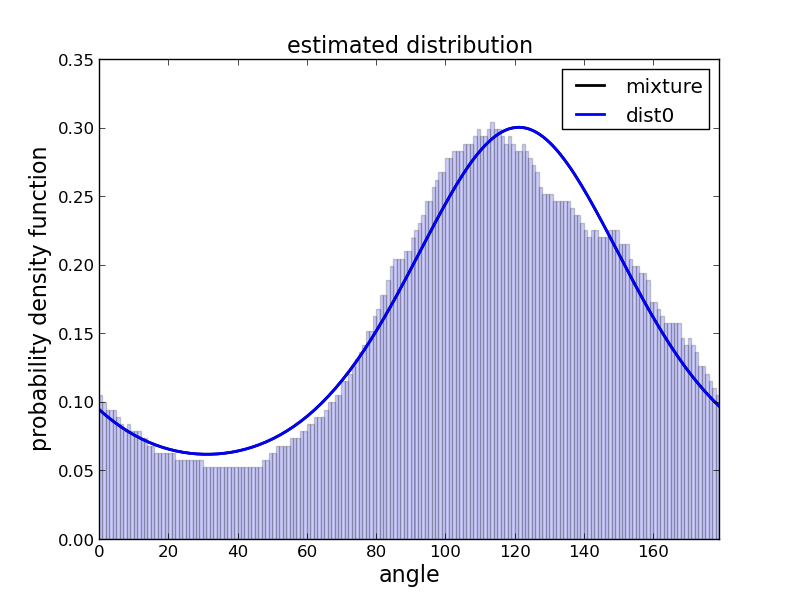 estimated distribution
0.35
0.30
0.25
0.20
0.15
0.10
0.05
0.00
probability density function
mixture
dist0
0 20 40 60 80 100 120 140 160
angle